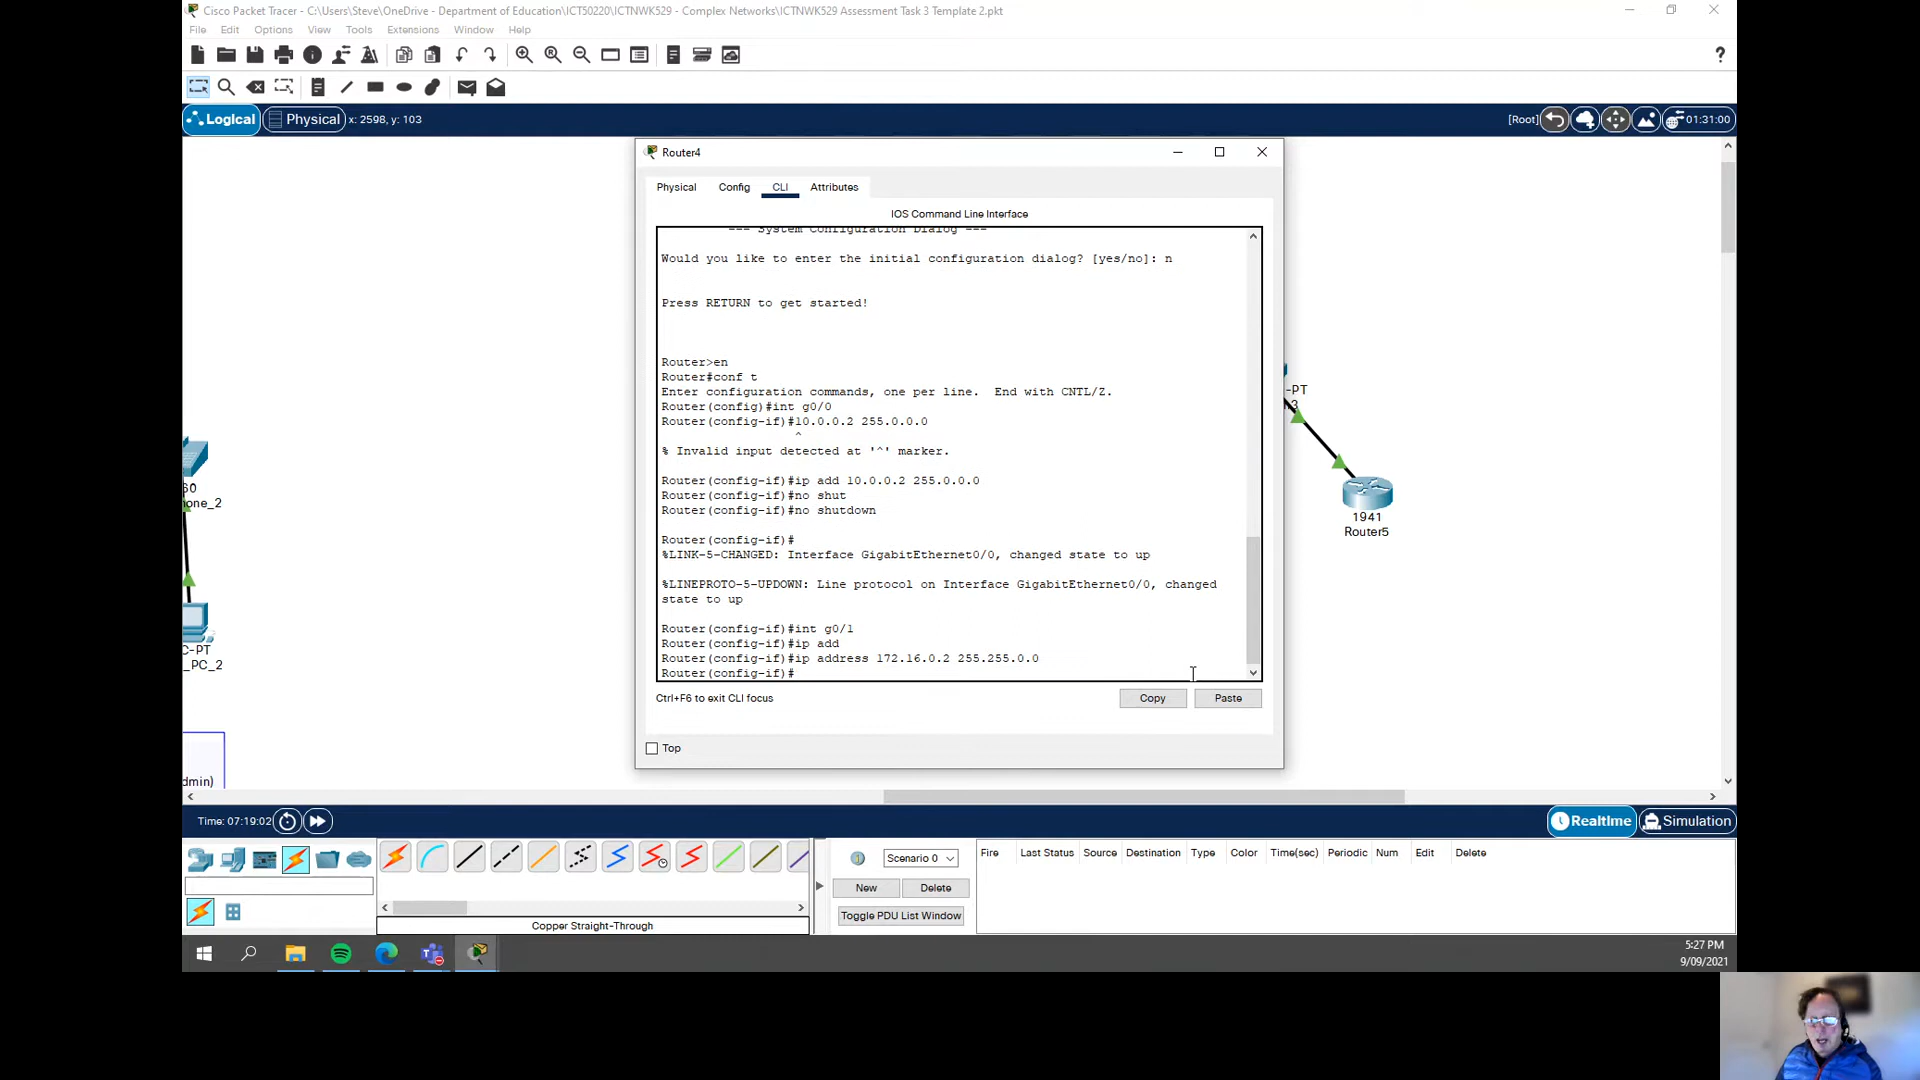 Cisco Packet Tracer - C:\Users\Steve\OneDrive - Department of Education\ICT50220\ICTNWK529 - Complex Networks\ICTNWK529 Assessment Task 3 Template 2.pkt
File Edit Options View Tools Extensions Window Help
?
Logical Physical x: 2598, y: 103
[Root] 01:31:00
Router4
Physical Config CLI Attributes
IOS Command Line Interface
--- System Configuration Dialog ---
Would you like to enter the initial configuration dialog? [yes/no]: n
Press RETURN to get started!
Router>en
Router#conf t
Enter configuration commands, one per line.  End with CNTL/Z.
Router(config)#int g0/0
Router(config-if)#10.0.0.2 255.0.0.0
^
% Invalid input detected at '^' marker.
Router(config-if)#ip add 10.0.0.2 255.0.0.0
Router(config-if)#no shut
Router(config-if)#no shutdown
Router(config-if)#
%LINK-5-CHANGED: Interface GigabitEthernet0/0, changed state to up
%LINEPROTO-5-UPDOWN: Line protocol on Interface GigabitEthernet0/0, changed
state to up
Router(config-if)#int g0/1
Router(config-if)#ip add
Router(config-if)#ip address 172.16.0.2 255.255.0.0
Router(config-if)#
Ctrl+F6 to exit CLI focus
Copy Paste
Top
60
one_2
C-PT
_PC_2
dmin)
-PT
n3
1941
Router5
Time: 07:19:02
Realtime Simulation
Scenario 0
New Delete
Toggle PDU List Window
Fire Last Status Source Destination Type Color Time(sec) Periodic Num Edit Delete
Copper Straight-Through
5:27 PM
9/09/2021